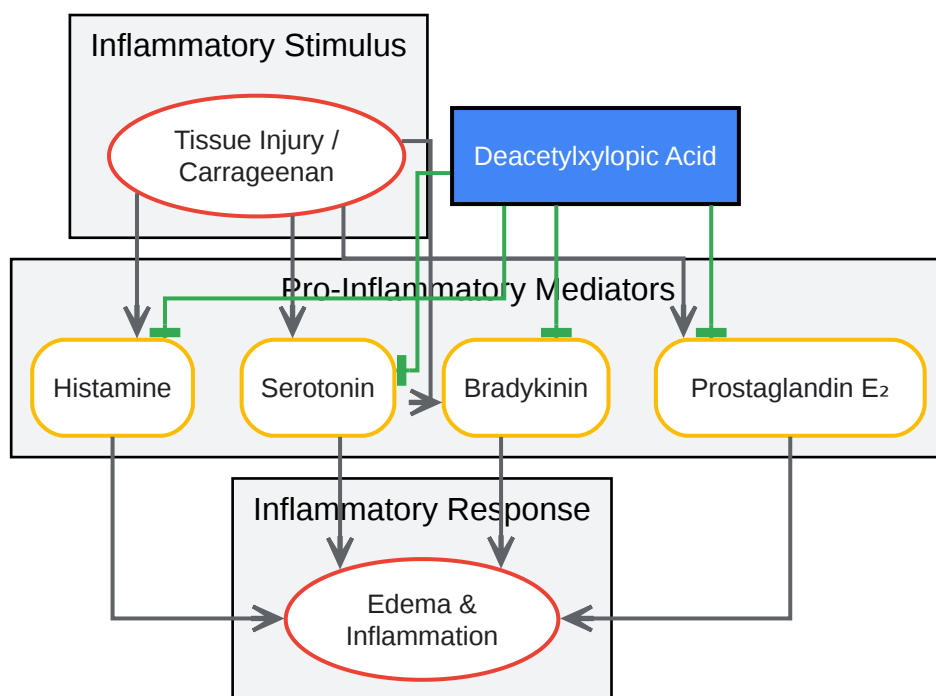 Inflammatory Stimulus
Tissue Injury /
Carrageenan
Deacetylxylopic Acid
Pro-Inflammatory Mediators
Histamine
Serotonin
Bradykinin
Prostaglandin E₂
Inflammatory Response
Edema &
Inflammation